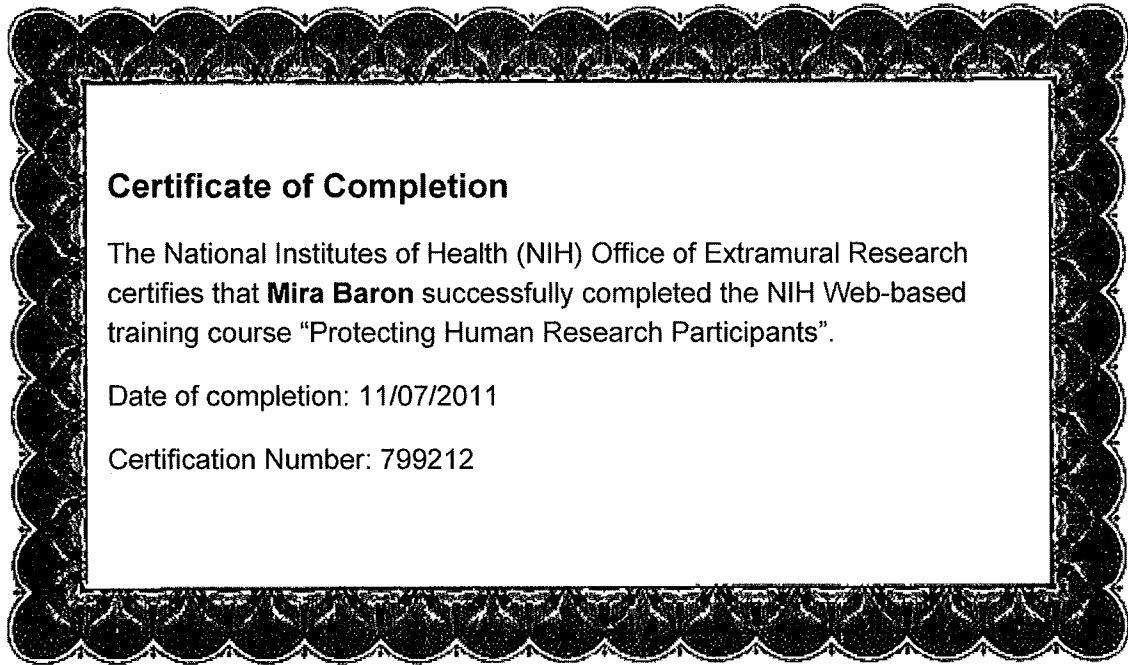 Certificate of Completion
The National Institutes of Health (NIH) Office of Extramural Research
certifies that Mira Baron successfully completed the NIH Web-based
training course “Protecting Human Research Participants”.
Date of completion: 11/07/2011
Certification Number: 799212